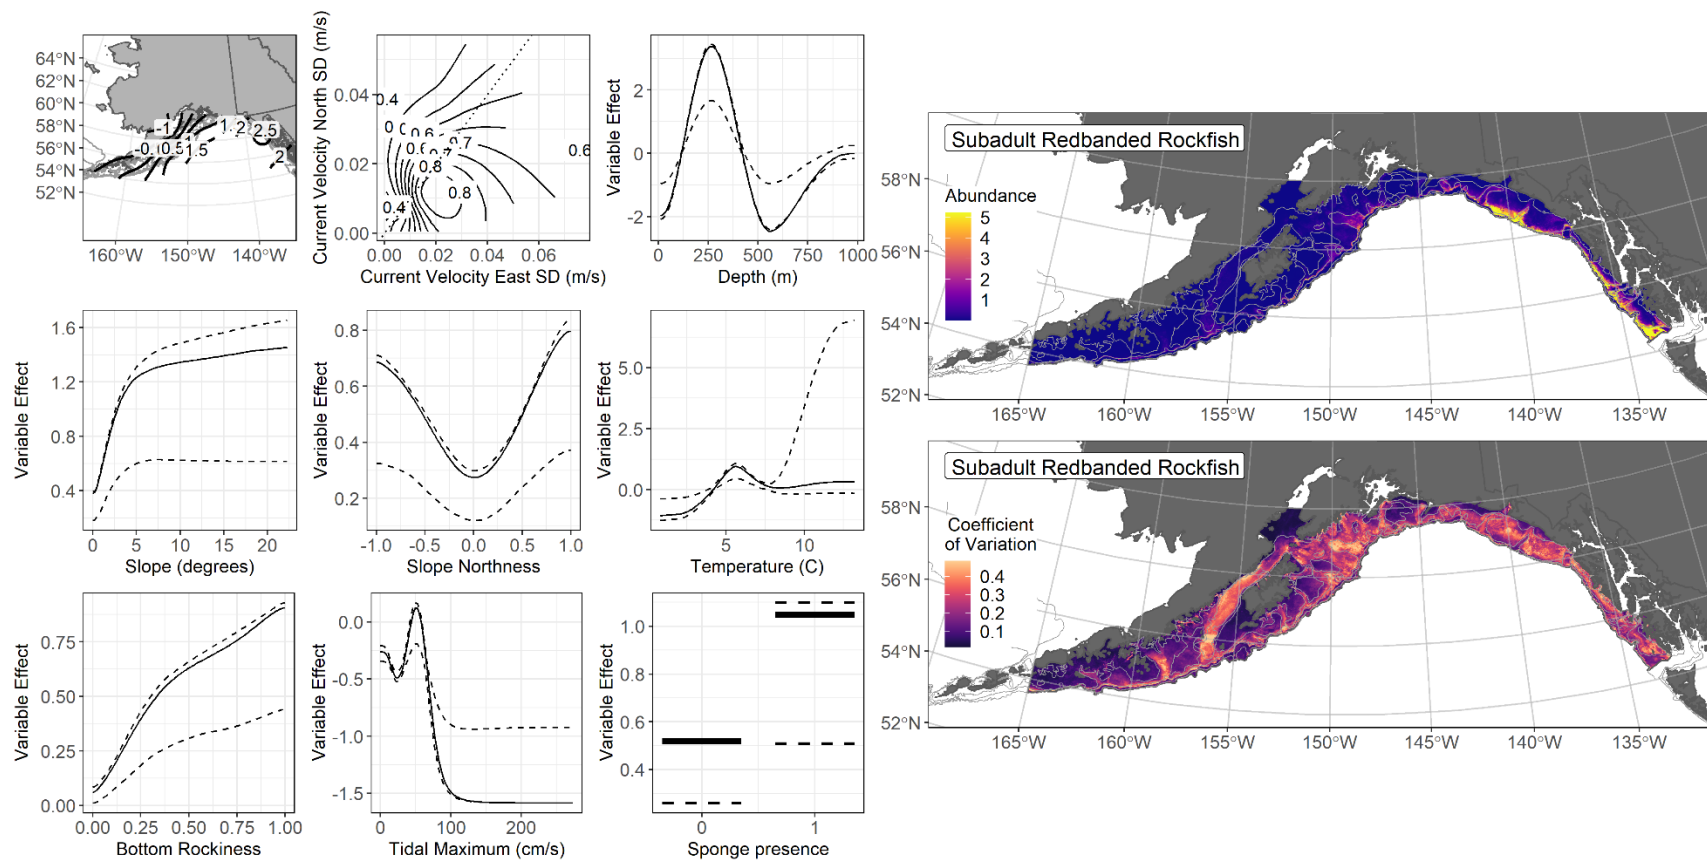 64°N
62°N
60°N
58°N
56°N
54°N
52°N
-1
1.
2
2.5
0.5
1.5
2
160°W
150°W
140°W
Current Velocity North SD (m/s)
0.04
0.02
0.00
0.4
0.6
0.7
0.8
0.8
0.4
0.6
0.00
0.02
0.04
0.06
Current Velocity East SD (m/s)
Variable Effect
2
0
-2
0
250
500
750
1000
Depth (m)
Variable Effect
1.6
1.2
0.8
0.4
0
5
10
15
20
Slope (degrees)
Variable Effect
0.8
0.6
0.4
0.2
-1.0
-0.5
0.0
0.5
1.0
Slope Northness
Variable Effect
5.0
2.5
0.0
5
10
Temperature (C)
Variable Effect
0.75
0.50
0.25
0.00
0.00
0.25
0.50
0.75
1.00
Bottom Rockiness
Variable Effect
0.0
-0.5
-1.0
-1.5
0
100
200
Tidal Maximum (cm/s)
Variable Effect
1.0
0.8
0.6
0.4
0
1
Sponge presence
Subadult Redbanded Rockfish
58°N
56°N
54°N
52°N
Abundance
5
4
3
2
1
165°W
160°W
155°W
150°W
145°W
140°W
135°W
Subadult Redbanded Rockfish
58°N
56°N
54°N
52°N
Coefficient
of Variation
0.4
0.3
0.2
0.1
165°W
160°W
155°W
150°W
145°W
140°W
135°W